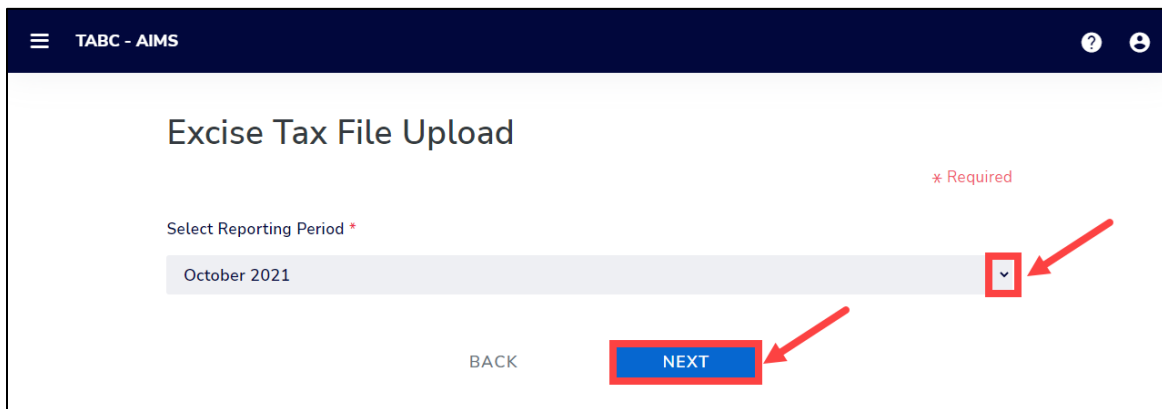 TABC - AIMS
Excise Tax File Upload
* Required
Select Reporting Period *
October 2021
BACK NEXT